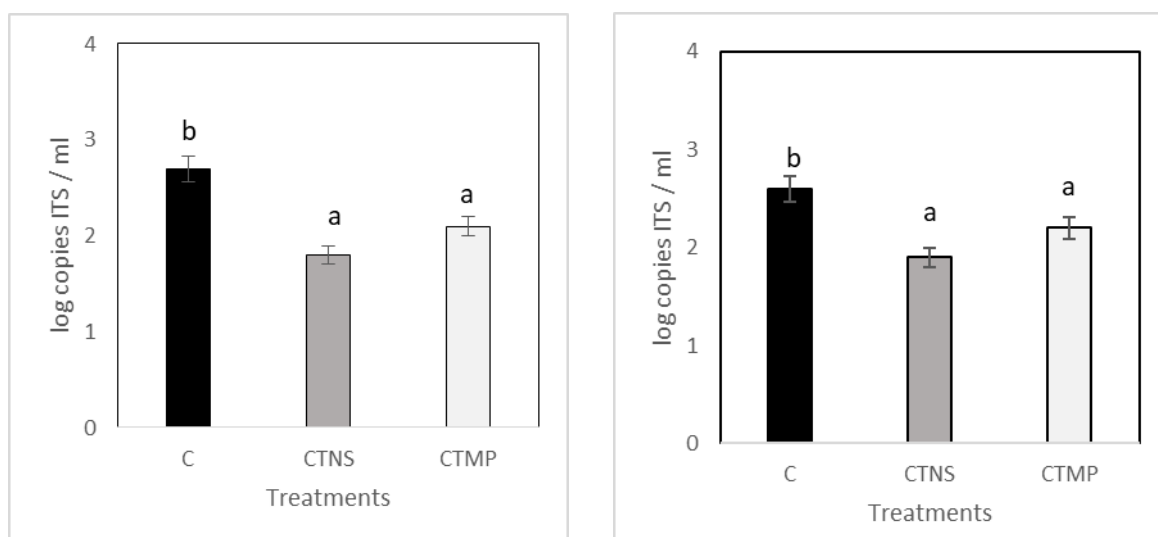 4
3
2
1
0
log copies ITS / ml
b
a
a
C CTNS CTMP
Treatments
4
3
2
1
0
log copies ITS / ml
b
a
a
C CTNS CTMP
Treatments